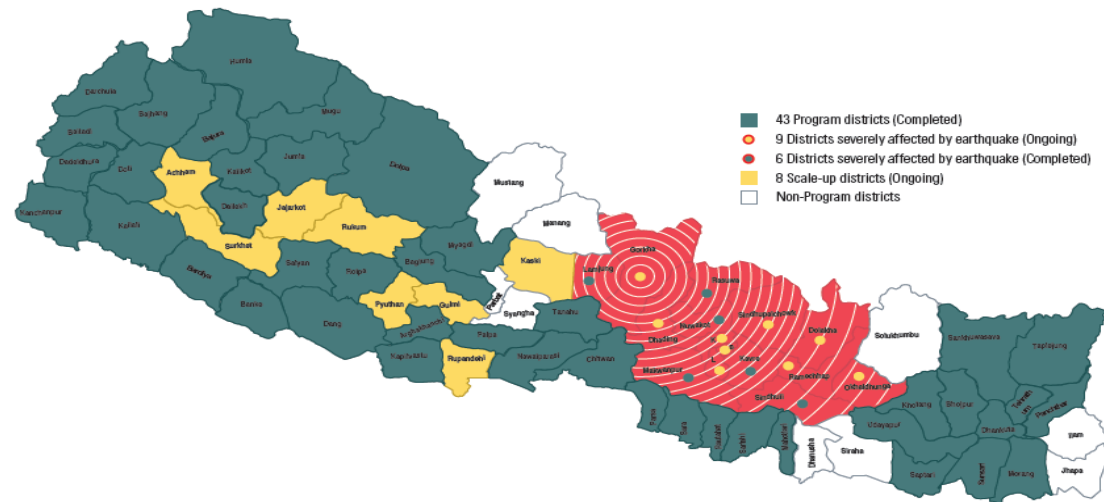 43 Program districts (Completed)
9 Districts severely affected by earthquake (Ongoing)
6 Districts severely affected by earthquake (Completed)
8 Scale-up districts (Ongoing)
Non-Program districts
Humla
Darchula
Bajhang
Mugu
Bajura
Baitadi
Dadeldhura
Doti
Achham
Kalikot
Jumla
Dolpa
Mustang
Kanchanpur
Kailali
Dailekh
Jajarkot
Rukum
Manang
Surkhet
Gorkha
Myagdi
Kaski
Lamjung
Rasuwa
Bardiya
Salyan
Rolpa
Baglung
Banke
Pyuthan
Gulmi
Parbat
Syangja
Tanahu
Nuwakot
Sindhupalchowk
Dolakha
Solukhumbu
Dang
Palpa
Dhading
K
B
L
Kavre
Sankhuwasava
Taplejung
Kapilvastu
Rupandehi
Nawalparasi
Chitwan
Makwanpur
Ramechhap
Okhaldhunga
Sindhuli
Khotang
Bhojpur
Panchthar
Parsa
Bara
Rautahat
Sarlahi
Mahottari
Dhanusha
Siraha
Udayapur
Dhankuta
Ilam
Saptari
Sunsari
Morang
Jhapa